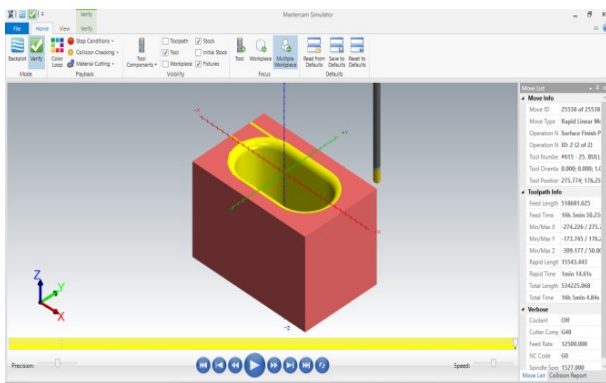 Verify
Mastercam Simulator
File Home View Verify
Backplot Verify
Mode
Color Loop
Stop Conditions
Collision Checking
Material Cutting
Playback
Tool Components
Toolpath
Tool
Workpiece
Stock
Initial Stock
Fixtures
Visibility
Tool Workpiece Multiple Workpiece
Focus
Read from Defaults
Save to Defaults
Reset to Defaults
Defaults
Z
Y
X
-Z
Precision:
Speed:
Move List
Move Info
Move ID 25538 of 25538
Move Type Rapid Linear Mo
Operation N Surface Finish P
Operation N ID: 2 (2 of 2)
Tool Number #615 - 25. BULL
Tool Orienta 0.000; 0.000; 1.0
Tool Position 275.774; 176.25
Toolpath Info
Feed Length 518681.625
Feed Time 16h 5min 50.23s
Min/Max X -274.226 / 275.7
Min/Max Y -173.745 / 176.2
Min/Max Z -309.177 / 50.00
Rapid Lengt 15543.443
Rapid Time 1min 14.61s
Total Length 534225.068
Total Time 16h 5min 4.84s
Verbose
Coolant Off
Cutter Comp G40
Feed Rate 12500.000
NC Code G0
Spindle Spee 1527.000
Move List Collision Report